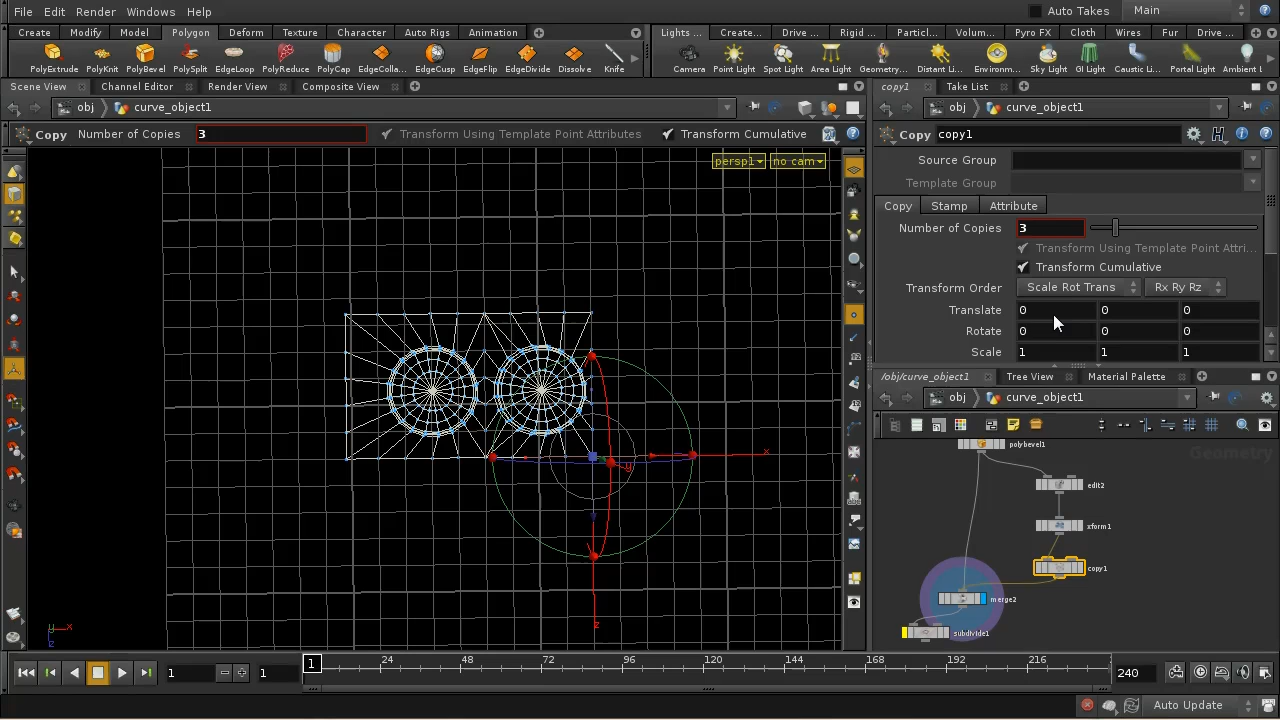 File Edit Render Windows Help Auto Takes Main
Create Modify Model Polygon Deform Texture Character Auto Rigs Animation Lights ... Create... Drive ... Rigid ... Particl... Volum... Pyro FX Cloth Wires Fur Drive ...
PolyExtrude PolyKnit PolyBevel PolySplit EdgeLoop PolyReduce PolyCap EdgeColla... EdgeCusp EdgeFlip EdgeDivide Dissolve Knife Camera Point Light Spot Light Area Light Geometry... Distant Li... Environm... Sky Light GI Light Caustic Li... Portal Light Ambient L
Scene View Channel Editor Render View Composite View copy1 Take List
obj curve_object1 obj curve_object1
Copy Number of Copies 3 Transform Using Template Point Attributes Transform Cumulative Copy copy1
persp1 no cam
Source Group
Template Group
Copy Stamp Attribute
Number of Copies 3
Transform Using Template Point Attri...
Transform Cumulative
Transform Order Scale Rot Trans Rx Ry Rz
Translate 0 0 0
Rotate 0 0 0
Scale 1 1 1
/obj/curve_object1 Tree View Material Palette
obj curve_object1
polybevel1
Geometry
edit2
xform1
copy1
merge2
subdivide1
x
y
z
y x
z
1 1 1 24 48 72 96 120 144 168 192 216 240
Auto Update